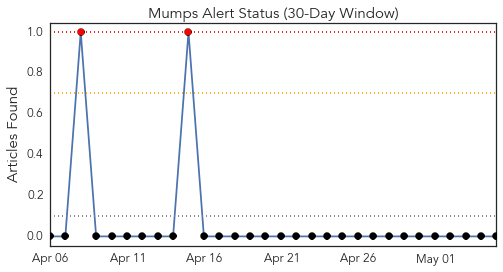 Mumps Alert Status (30-Day Window)
Articles Found
1.0
0.8
0.6
0.4
0.2
0.0
Apr 06 Apr 11 Apr 16 Apr 21 Apr 26 May 01